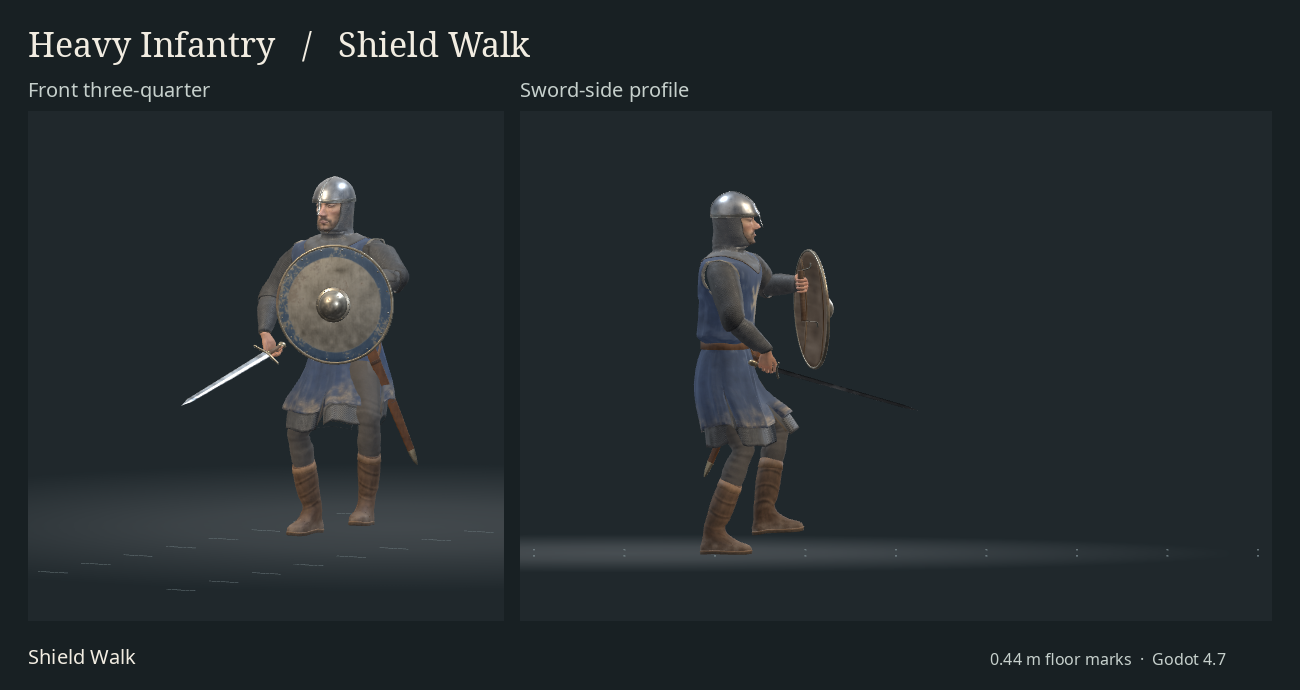 Heavy Infantry / Shield Walk
Front three-quarter
Sword-side profile
Shield Walk
0.44 m floor marks · Godot 4.7